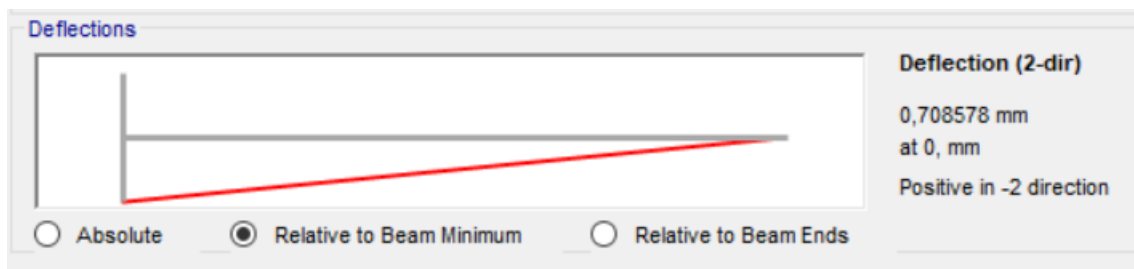 Deflections
Deflection (2-dir)
0,708578 mm
at 0, mm
Positive in -2 direction
Absolute
Relative to Beam Minimum
Relative to Beam Ends